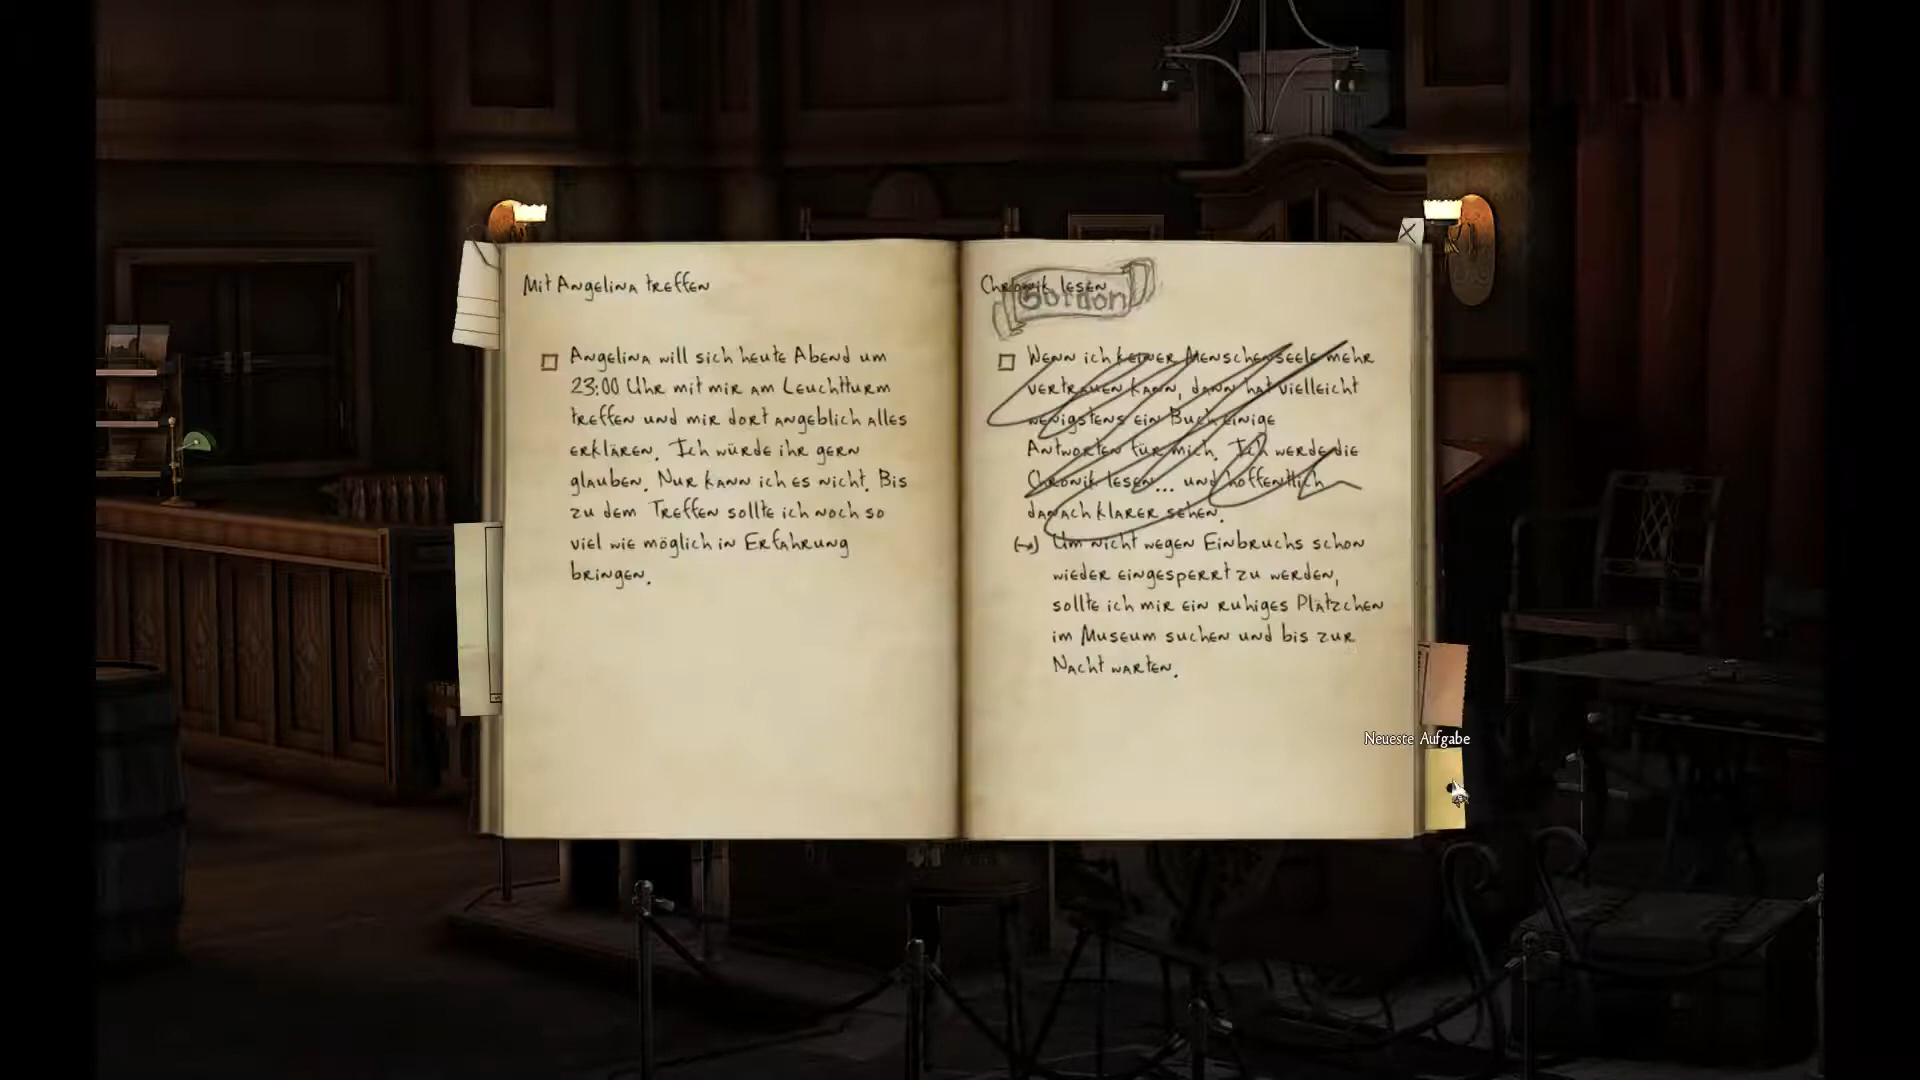 Mit Angelina treffen
Angelina will sich heute Abend um
23:00 Uhr mit mir am Leuchtturm
treffen und mir dort angeblich alles
erklären. Ich würde ihr gern
glauben. Nur kann ich es nicht. Bis
zu dem Treffen sollte ich noch so
viel wie möglich in Erfahrung
bringen.
Chronik lesen
Gordon
Wenn ich keiner Menschenseele mehr
vertrauen kann, dann hat vielleicht
wenigstens ein Buch einige
Antworten für mich. Ich werde die
Chronik lesen... und hoffentlich
danach klarer sehen.
(→) Um nicht wegen Einbruchs schon
wieder eingesperrt zu werden,
sollte ich mir ein ruhiges Plätzchen
im Museum suchen und bis zur
Nacht warten.
Neueste Aufgabe